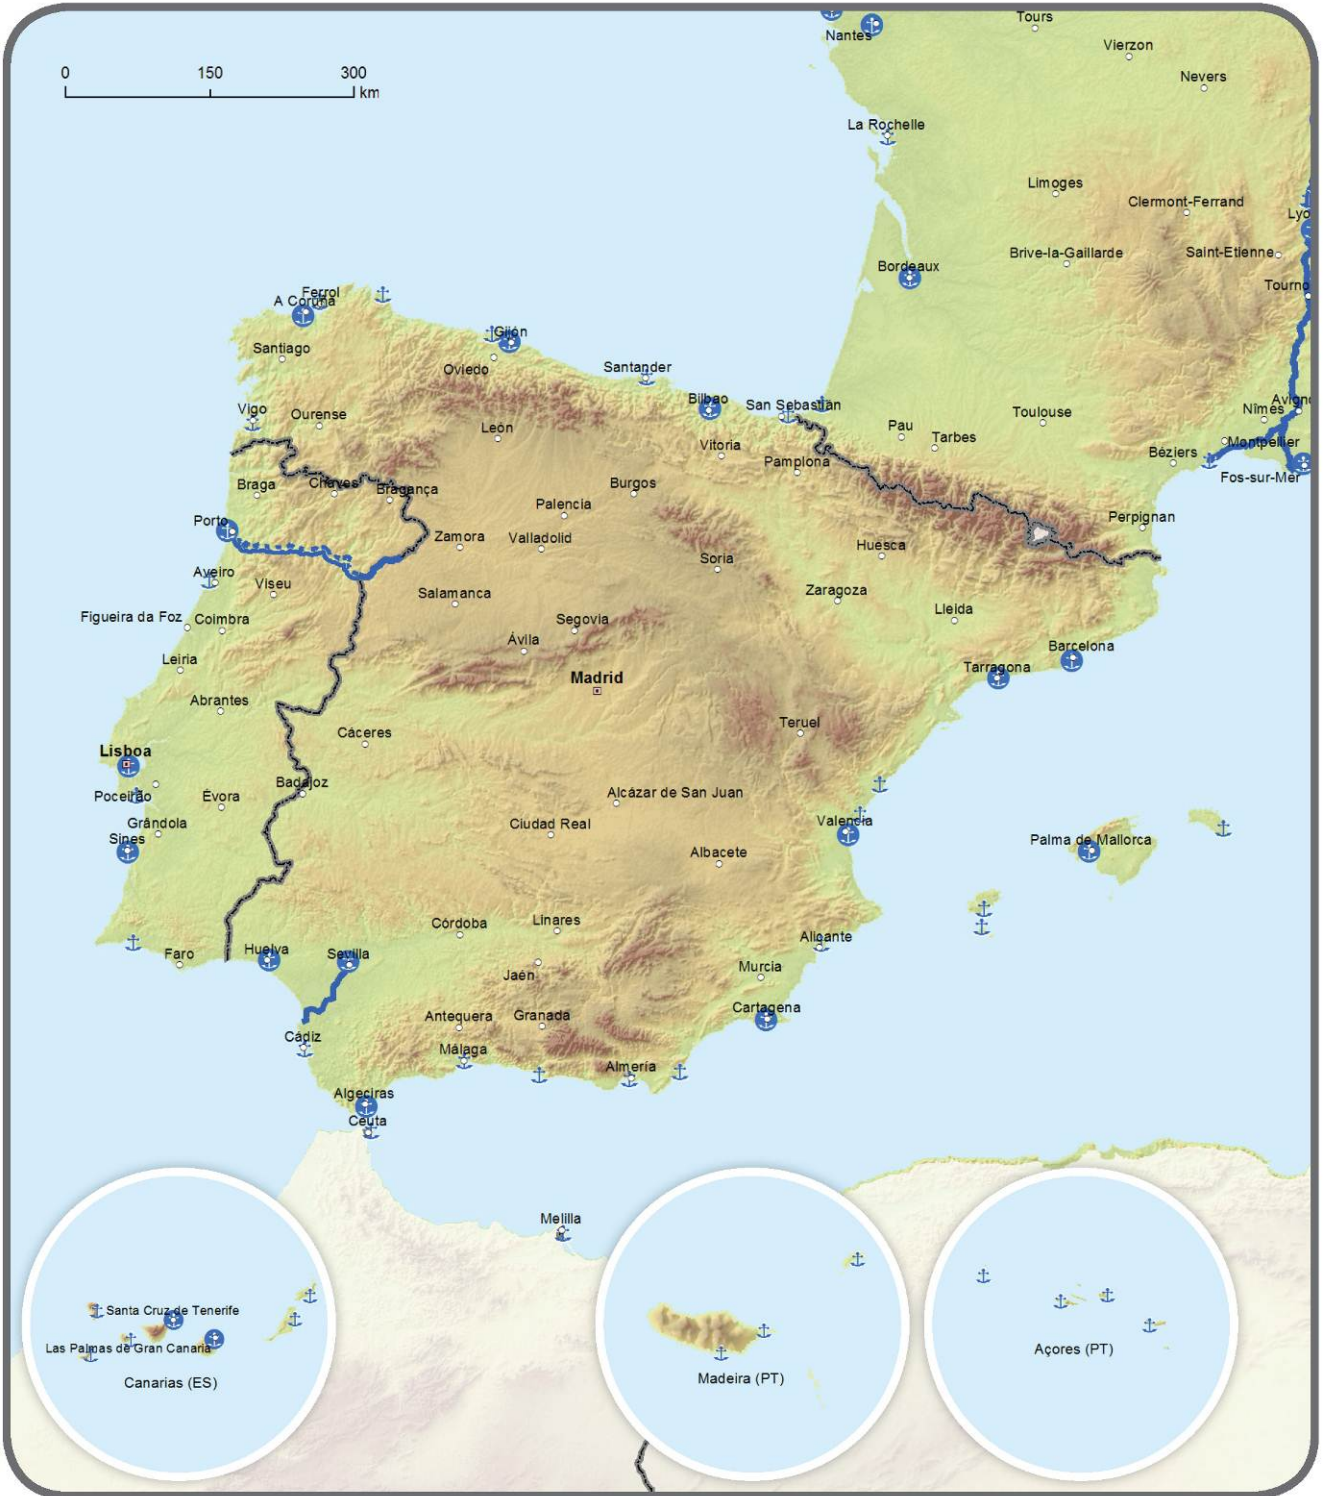 Tours
Nantes
Vierzon
0 150 300
km
Nevers
La Rochelle
Limoges
Clermont-Ferrand
Lyo
Brive-la-Gaillarde
Saint-Etienne
Bordeaux
Tourno
Ferrol
A Coruña
Gijón
Santiago
Oviedo
Santander
Bilbao
San Sebastián
Avigno
Nîmes
Vigo
Ourense
Toulouse
León
Pau
Tarbes
Montpellier
Vitoria
Béziers
Pamplona
Fos-sur-Mer
Braga
Chaves
Bragança
Burgos
Palencia
Perpignan
Porto
Zamora
Valladolid
Huesca
Soria
Aveiro
Viseu
Salamanca
Zaragoza
Lleida
Figueira da Foz
Coimbra
Segovia
Ávila
Barcelona
Leiria
Tarragona
Madrid
Abrantes
Teruel
Cáceres
Lisboa
Badajoz
Poceirão
Évora
Alcázar de San Juan
Grândola
Ciudad Real
Valencia
Sines
Palma de Mallorca
Albacete
Córdoba
Linares
Alicante
Faro
Huelva
Sevilla
Jaén
Murcia
Cartagena
Antequera
Granada
Cádiz
Málaga
Almería
Algeciras
Ceuta
Melilla
Santa Cruz de Tenerife
Las Palmas de Gran Canaria
Canarias (ES)
Madeira (PT)
Açores (PT)